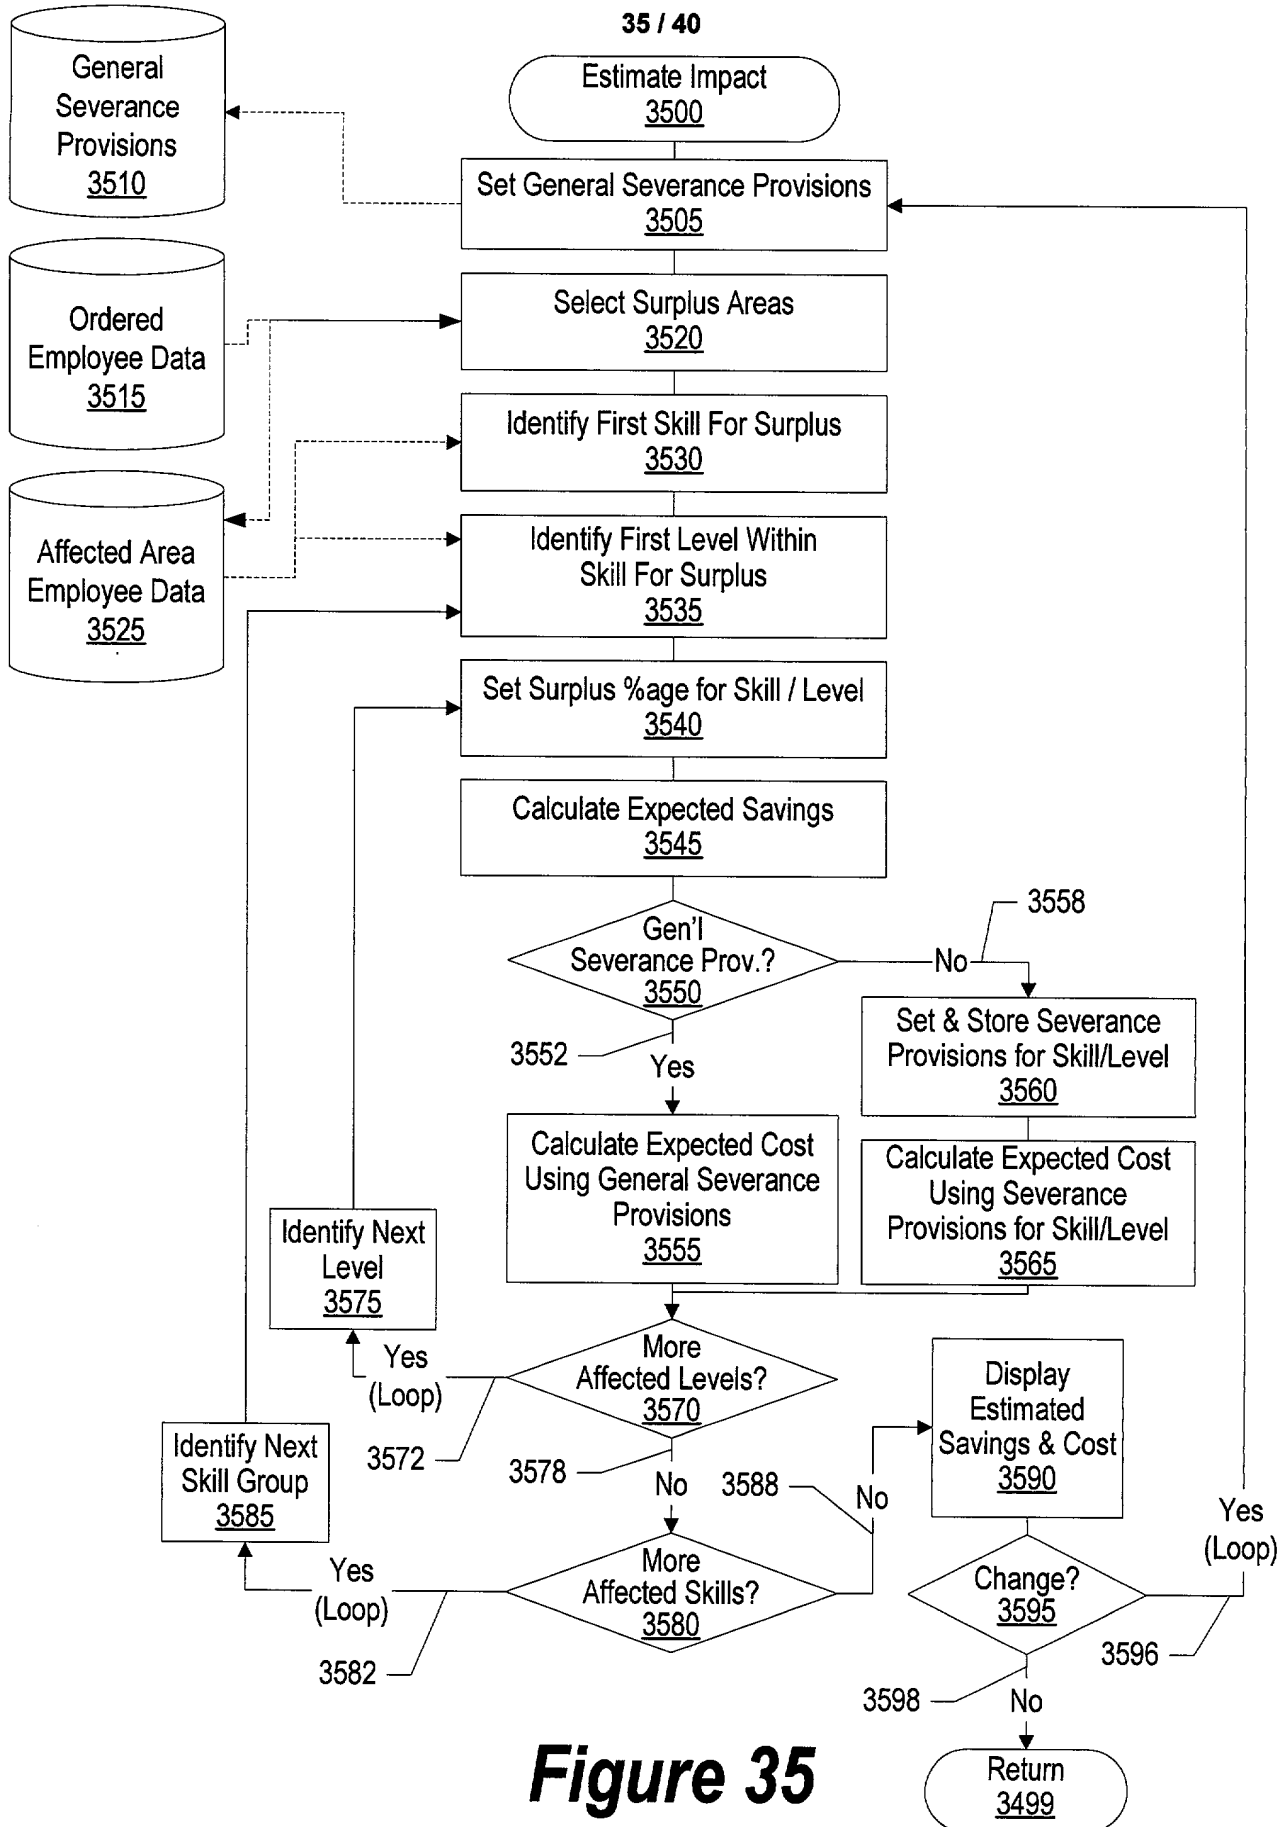 35 / 40
General
Severance
Provisions
3510
Estimate Impact
3500
Set General Severance Provisions
3505
Ordered
Employee Data
3515
Select Surplus Areas
3520
Identify First Skill For Surplus
3530
Affected Area
Employee Data
3525
Identify First Level Within
Skill For Surplus
3535
Set Surplus %age for Skill / Level
3540
Calculate Expected Savings
3545
Gen'l
Severance Prov.?
3550
No
3558
3552
Yes
Set & Store Severance
Provisions for Skill/Level
3560
Calculate Expected Cost
Using General Severance
Provisions
3555
Calculate Expected Cost
Using Severance
Provisions for Skill/Level
3565
Identify Next
Level
3575
More
Affected Levels?
3570
Yes
(Loop)
3572
3578
No
Identify Next
Skill Group
3585
More
Affected Skills?
3580
Yes
(Loop)
3582
3588
No
Display
Estimated
Savings & Cost
3590
Change?
3595
Yes
(Loop)
3596
3598
No
Return
3499
Figure 35